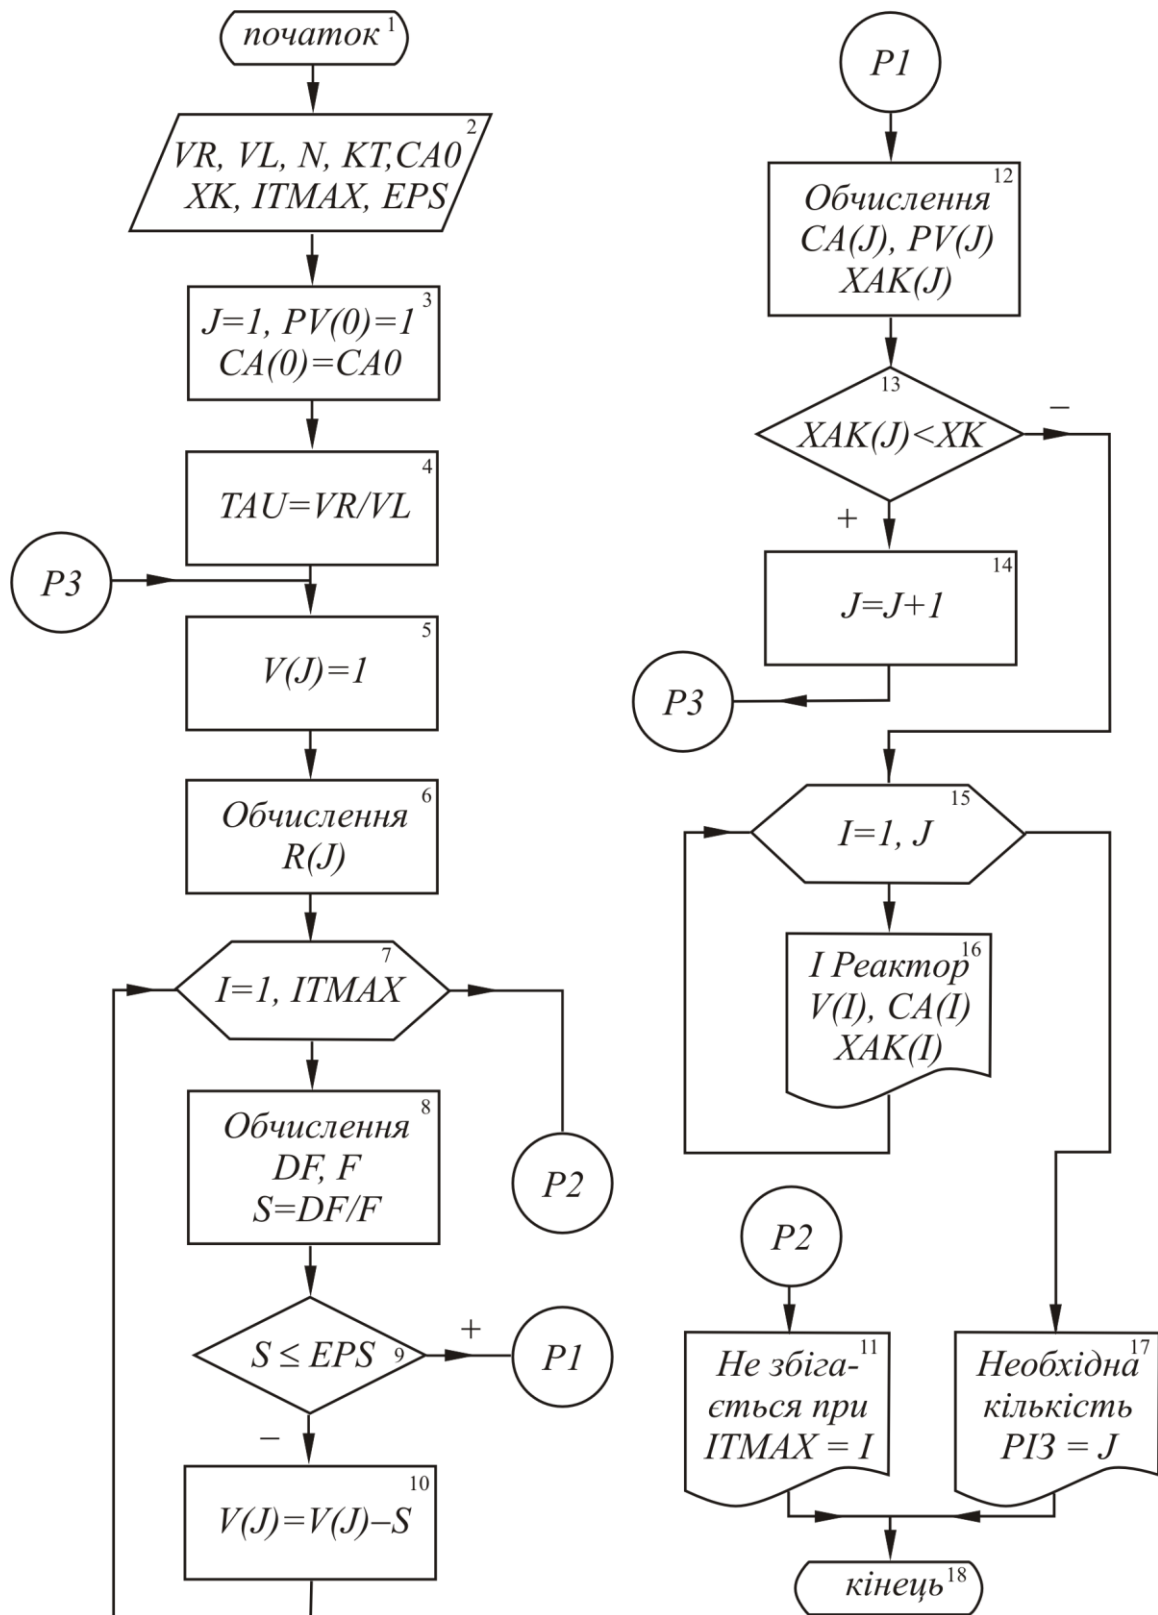 початок 1
2
VR, VL, N, KT,CA0
XK, ITMAX, EPS
3
J=1, PV(0)=1
CA(0)=CA0
4
TAU=VR/VL
P3
5
V(J)=1
6
Обчислення
R(J)
7
I=1, ITMAX
8
Обчислення
DF, F
S=DF/F
P2
S ≤ EPS 9
+
P1
–
10
V(J)=V(J)–S
P1
12
Обчислення
CA(J), PV(J)
XAK(J)
13
XAK(J)<XK
–
+
14
J=J+1
P3
15
I=1, J
16
I Реактор
V(I), CA(I)
XAK(I)
P2
11
Не збіга-
ється при
ITMAX = I
17
Необхідна
кількість
РІЗ = J
кінець 18